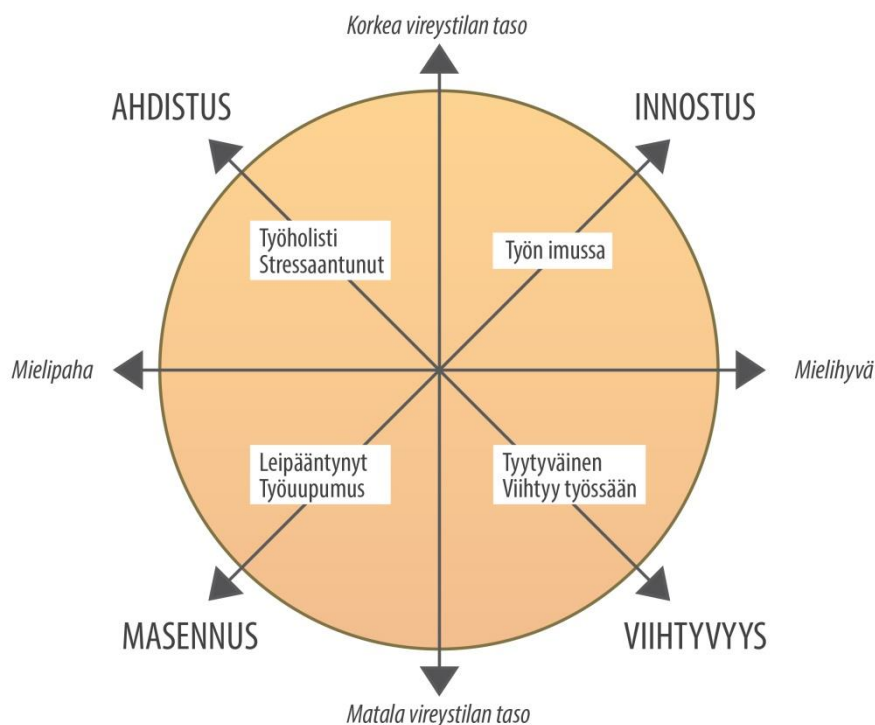 Korkea vireystilan taso
AHDISTUS
INNOSTUS
Työholisti
Stressaantunut
Työn imussa
Mielipaha
Mielihyvä
Leipääntynyt
Työuupumus
Tyytyväinen
Viihtyy työssään
MASENNUS
VIIHTYVYYS
Matala vireystilan taso